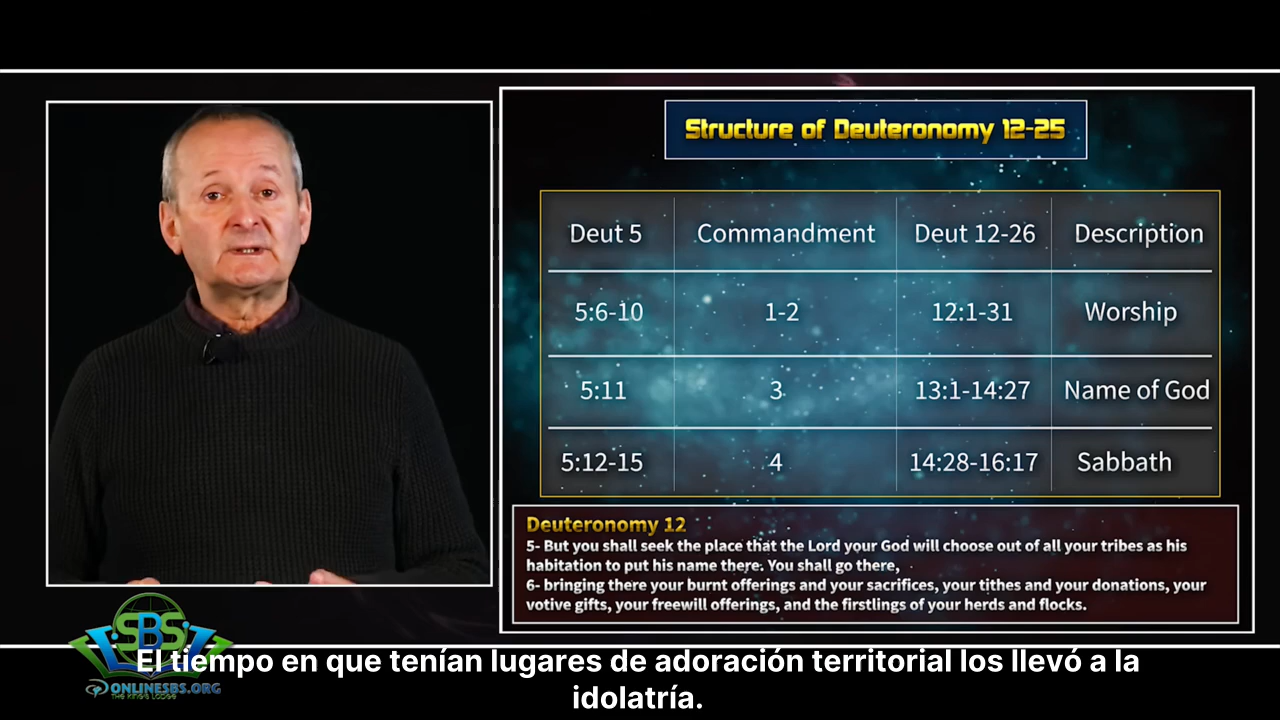 Structure of Deuteronomy 12-25
Deut 5 Commandment Deut 12-26 Description
5:6-10 1-2 12:1-31 Worship
5:11 3 13:1-14:27 Name of God
5:12-15 4 14:28-16:17 Sabbath
Deuteronomy 12
5- But you shall seek the place that the Lord your God will choose out of all your tribes as his
habitation to put his name there. You shall go there,
6- bringing there your burnt offerings and your sacrifices, your tithes and your donations, your
votive gifts, your freewill offerings, and the firstlings of your herds and flocks.
SBS
ONLINESBS.ORG
El tiempo en que tenían lugares de adoración territorial los llevó a la
idolatría.